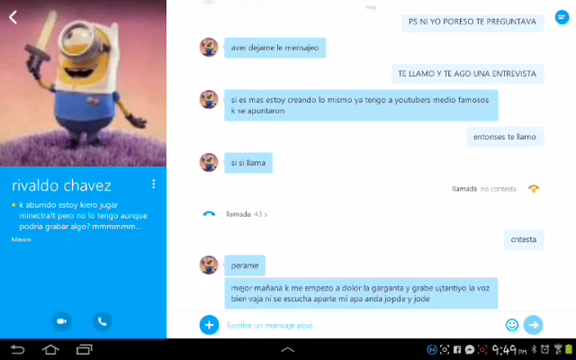 Hoy
PS NI YO PORESO TE PREGUNTAVA
aver dejame le mensajeo
TE LLAMO Y TE AGO UNA ENTREVISTA
si es mas estoy creando lo mismo ya tengo a youtubers medio famosos
k se apuntaron
entonses te llamo
si si llama
llamada no contesta
llamada 43 s
cntesta
perame
mejor mañana k me empezo a dolor la garganta y grabe
la voz
bien vaja ni se escucha aparte mi apa anda jopde y jode
Escribe un mensaje aquí
rivaldo chavez
k aburrido estoy kiero jugar
minecraft pero no lo tengo aunque
podria grabar algo? mmmmmm...
México
9:49 PM